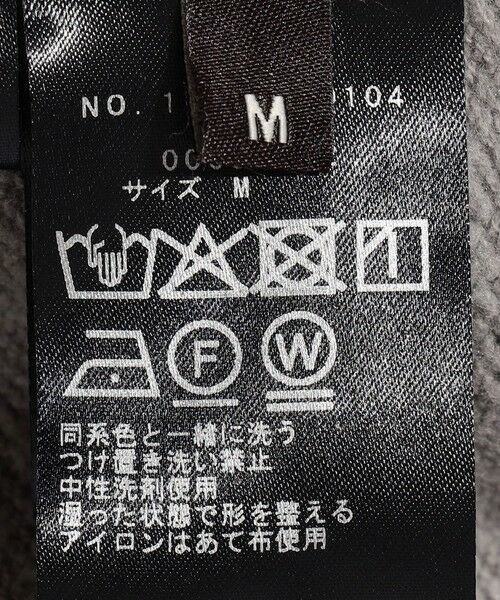 M
NO. 1 0104
サイズ M
F
W
同系色と一緒に洗う
つけ置き洗い禁止
中性洗剤使用
湿った状態で形を整える
アイロンはあて布使用